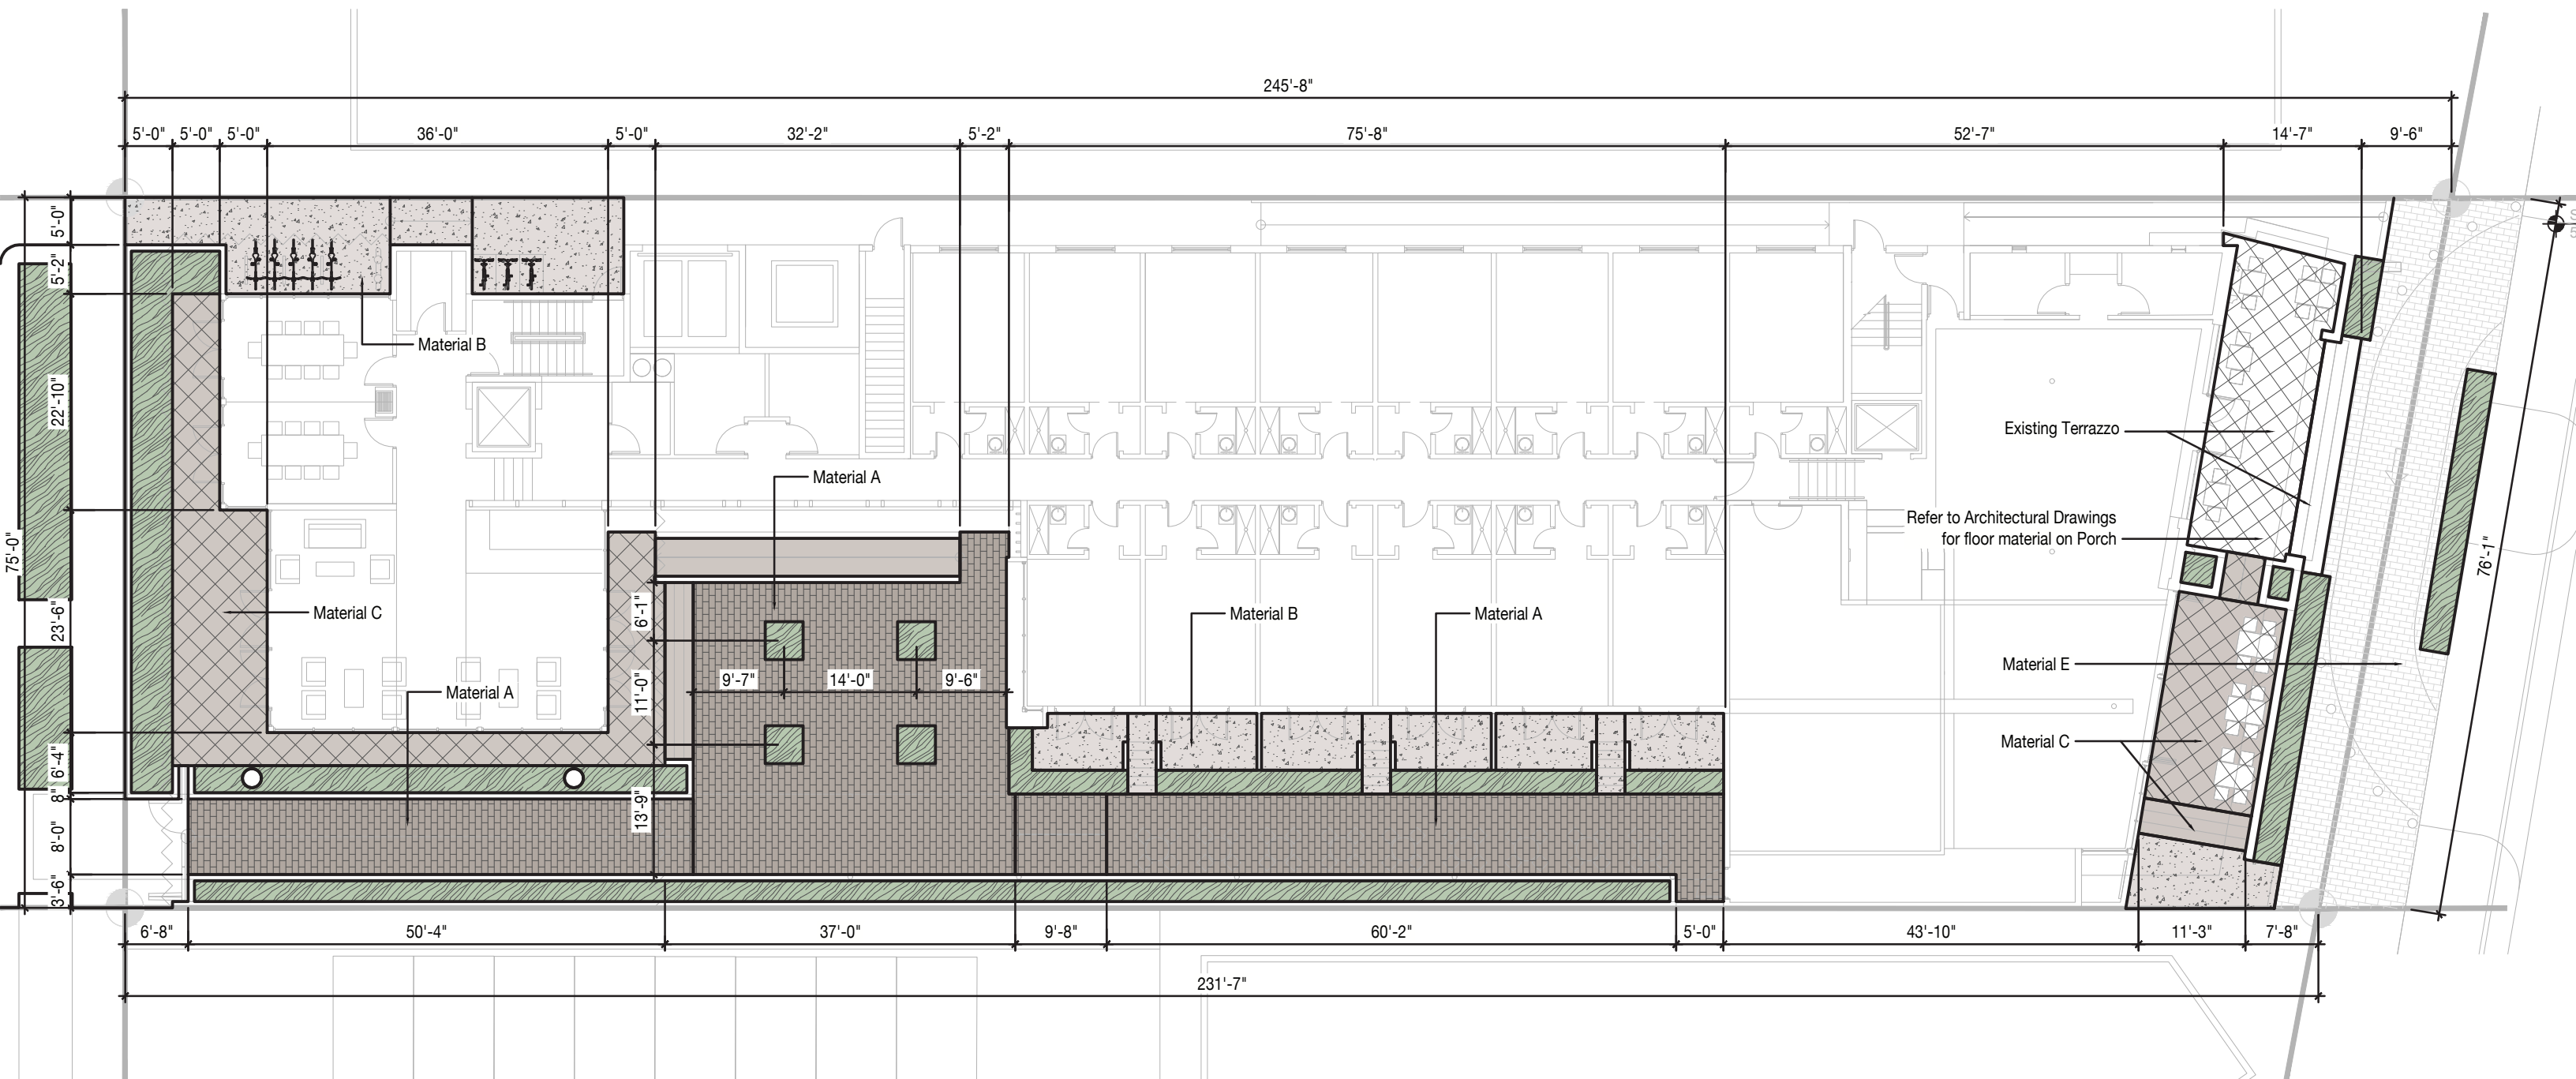 245'-8"
5'-0" 5'-0" 5'-0" 36'-0" 5'-0" 32'-2" 5'-2" 75'-8" 52'-7" 14'-7" 9'-6"
5'-0"
5'-2"
22'-10"
75'-0"
23'-6"
6'-4"
8"
8'-0"
3'-6"
Material B
Material A
Material C
Material A
6'-1"
11'-0"
13'-9"
9'-7" 14'-0" 9'-6"
Material B
Material A
Existing Terrazzo
Refer to Architectural Drawings
for floor material on Porch
Material E
Material C
76'-1"
6'-8" 50'-4" 37'-0" 9'-8" 60'-2" 5'-0" 43'-10" 11'-3" 7'-8"
231'-7"